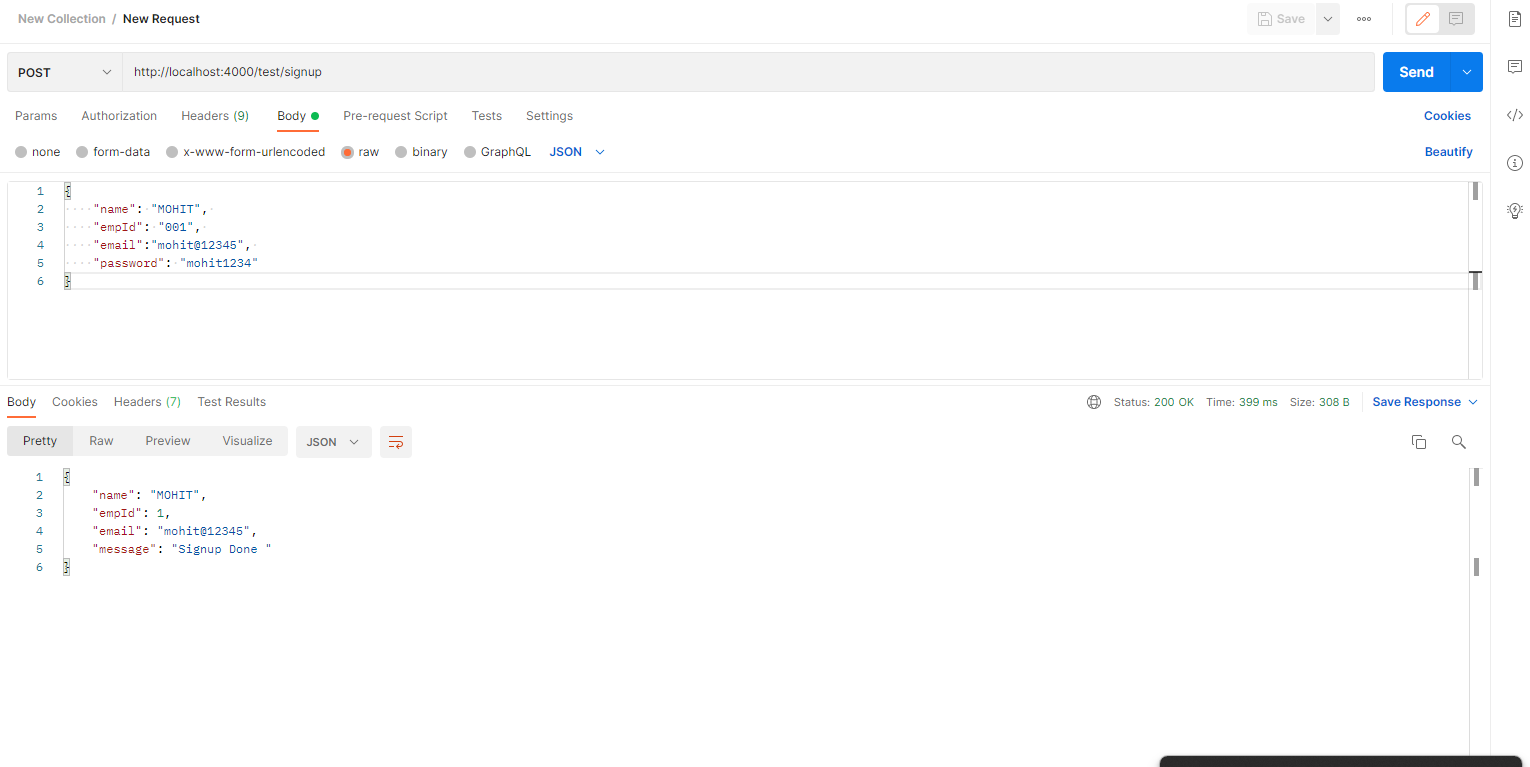 New Collection / New Request
Save
POST
http://localhost:4000/test/signup
Send
Params Authorization Headers (9) Body Pre-request Script Tests Settings Cookies
none form-data x-www-form-urlencoded raw binary GraphQL JSON Beautify
1 {
2 "name": "MOHIT",
3 "empId": "001",
4 "email":"mohit@12345",
5 "password": "mohit1234"
6 }
Body Cookies Headers (7) Test Results Status: 200 OK Time: 399 ms Size: 308 B Save Response
Pretty Raw Preview Visualize JSON
1 {
2 "name": "MOHIT",
3 "empId": 1,
4 "email": "mohit@12345",
5 "message": "Signup Done "
6 }